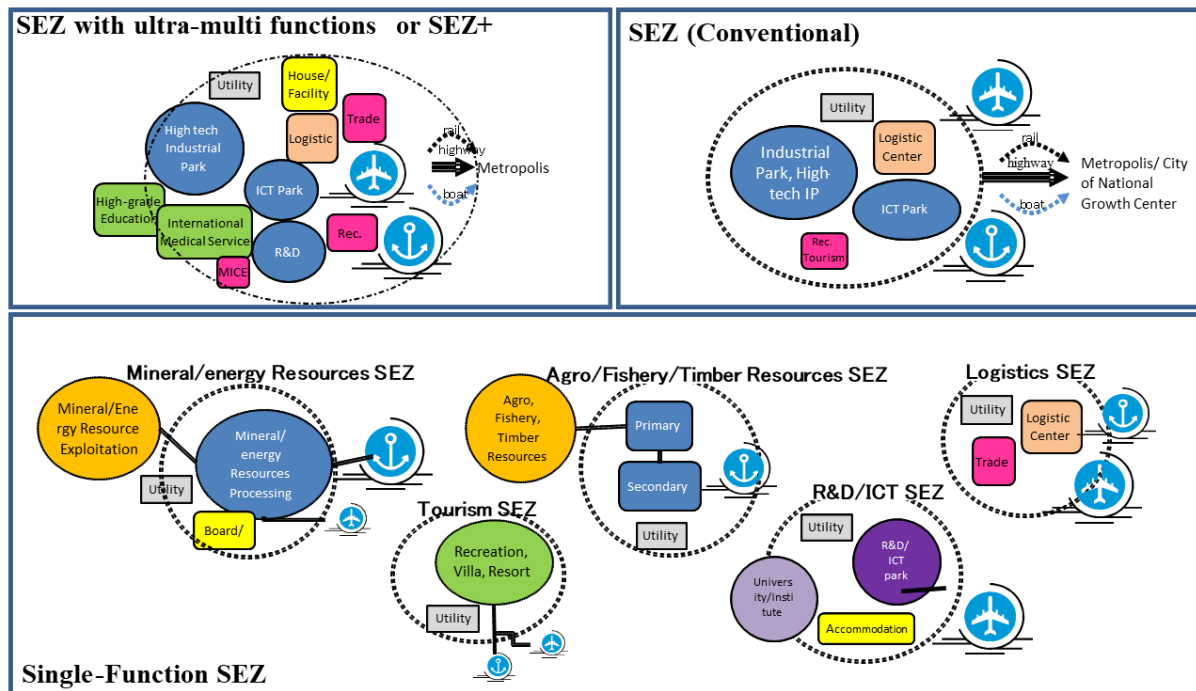 SEZ with ultra-multi functions or SEZ+
Utility
House/
Facility
Trade
High tech
Industrial
Park
Logistic
rail
highway
Metropolis
boat
ICT Park
High-grade
Education
International
Medical Service
R&D
Rec.
MICE
SEZ (Conventional)
Utility
Logistic
Center
Industrial
Park, High-
tech IP
ICT Park
Rec.
Tourism
rail
highway
boat
Metropolis/ City
of National
Growth Center
Mineral/energy Resources SEZ
Mineral/Ene
rgy Resource
Exploitation
Mineral/
energy
Resources
Processing
Utility
Board/
Agro/Fishery/Timber Resources SEZ
Agro,
Fishery,
Timber
Resources
Primary
Secondary
Utility
Logistics SEZ
Utility
Logistic
Center
Trade
Tourism SEZ
Recreation,
Villa, Resort
Utility
R&D/ICT SEZ
Utility
R&D/
ICT
park
Univers
ity/Insti
tute
Accommodation
Single-Function SEZ